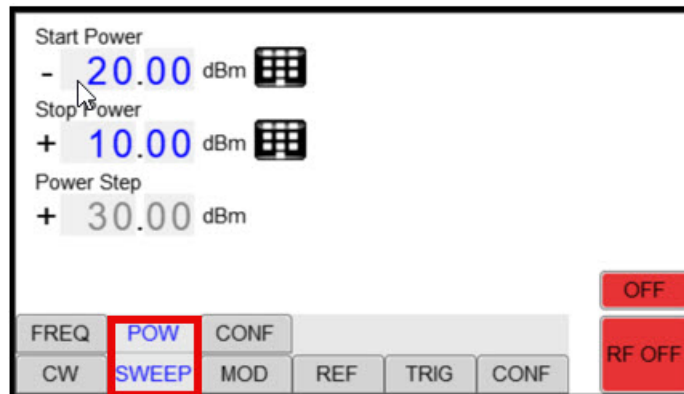 Start Power
- 20.00 dBm
Stop Power
+ 10.00 dBm
Power Step
+ 30.00 dBm
OFF
FREQ POW CONF
RF OFF
CW SWEEP MOD REF TRIG CONF